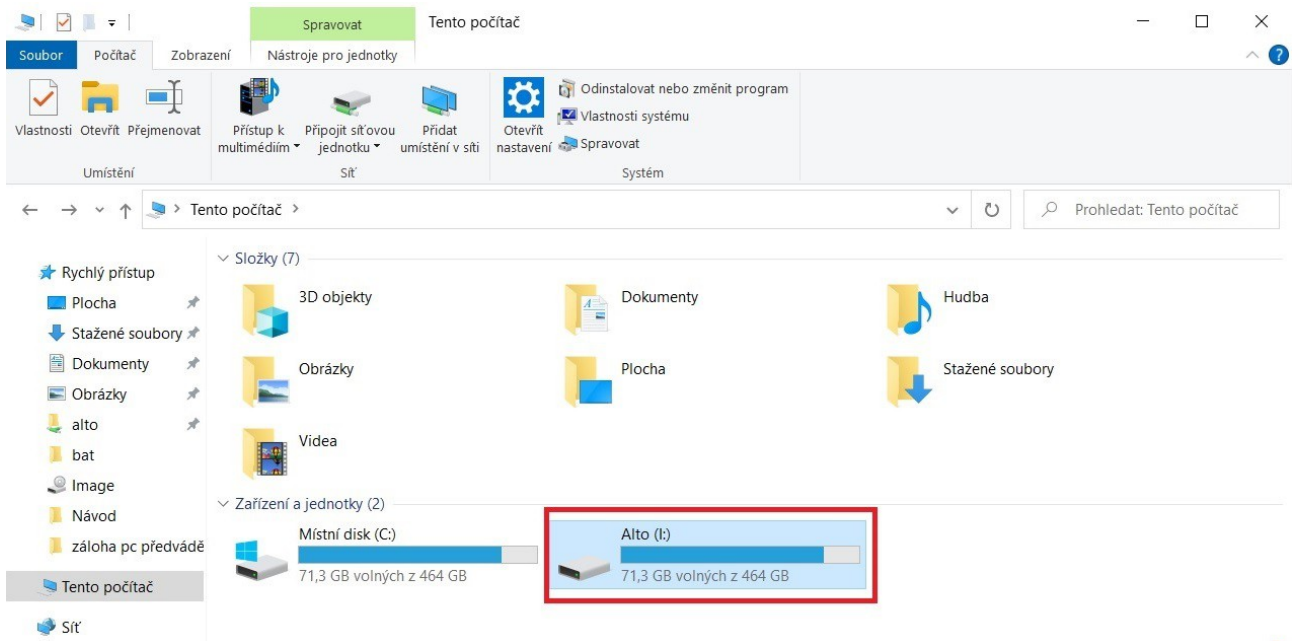 Spravovat
Tento počítač
Soubor
Počítač
Zobrazení
Nástroje pro jednotky
?
Vlastnosti
Otevřít
Přejmenovat
Umístění
Přístup k
multimédiím
Připojit síťovou
jednotku
Přidat
umístění v síti
Síť
Otevřít
nastavení
Odinstalovat nebo změnit program
Vlastnosti systému
Spravovat
Systém
Tento počítač
Prohledat: Tento počítač
Rychlý přístup
Plocha
Stažené soubory
Dokumenty
Obrázky
alto
bat
Image
Návod
záloha pc předvádě
Tento počítač
Síť
Složky (7)
3D objekty
Dokumenty
Hudba
Obrázky
Plocha
Stažené soubory
Videa
Zařízení a jednotky (2)
Místní disk (C:)
71,3 GB volných z 464 GB
Alto (I:)
71,3 GB volných z 464 GB